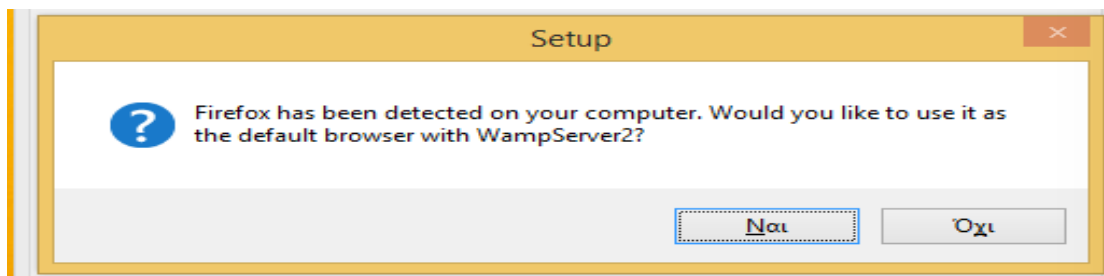 Setup
Firefox has been detected on your computer. Would you like to use it as
the default browser with WampServer2?
Ναι Όχι